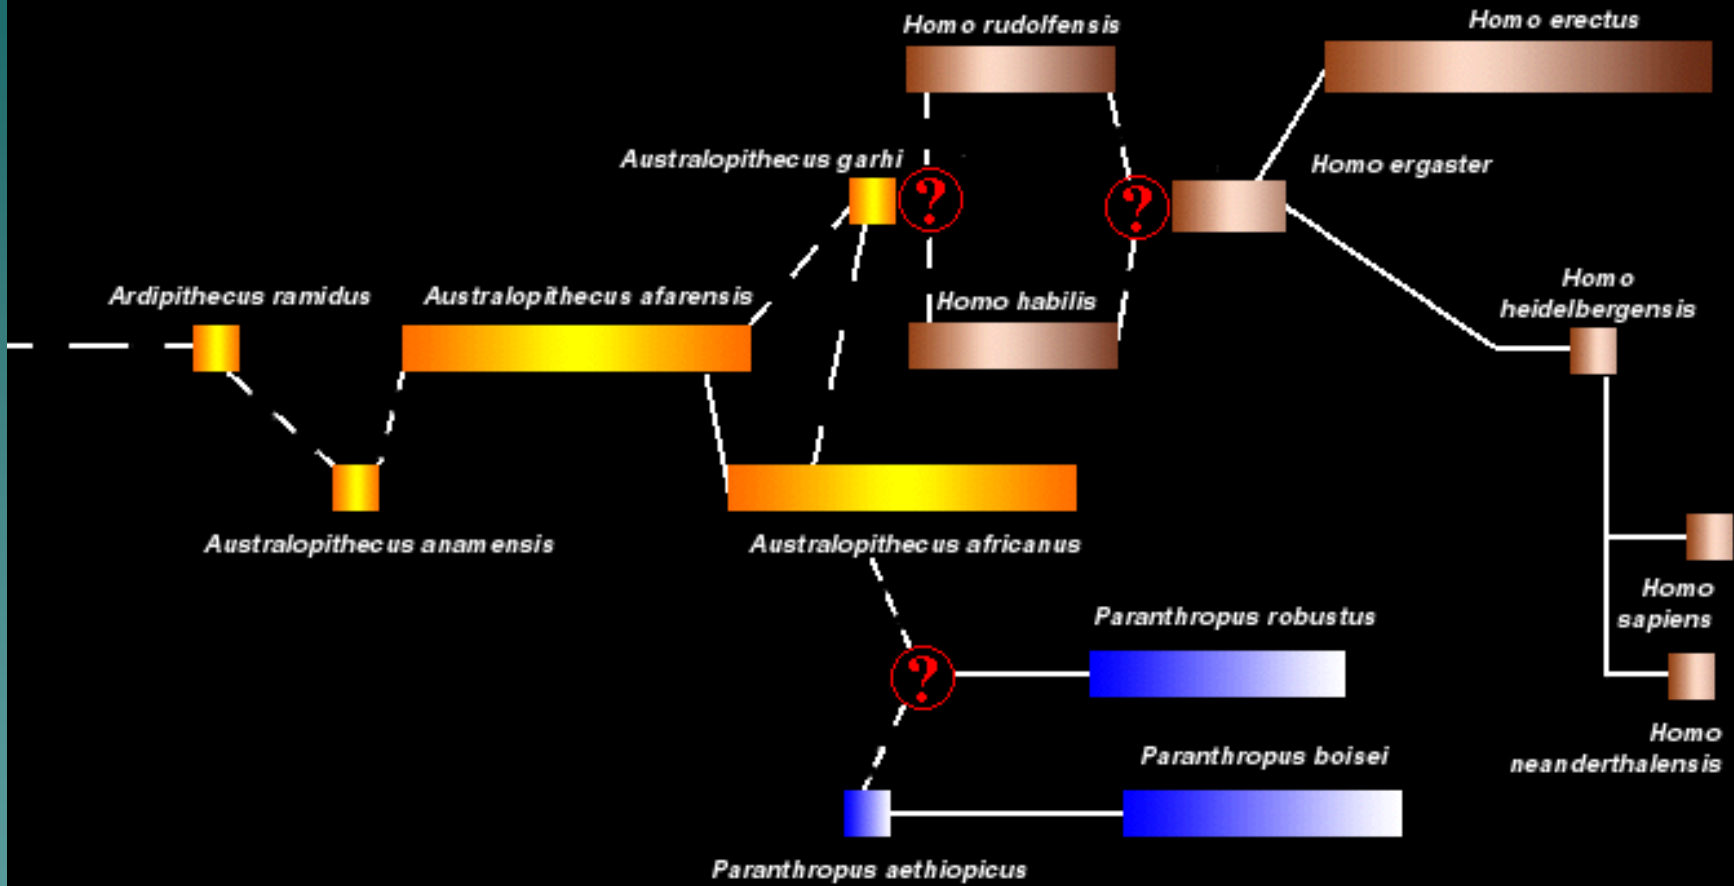 Homo rudolfensis
Homo erectus
Australopithecus garhi
Homo ergaster
?
?
Ardipithecus ramidus
Australopithecus afarensis
Homo habilis
Homo
heidelbergensis
Australopithecus anamensis
Australopithecus africanus
Homo
sapiens
Paranthropus robustus
?
Homo
neanderthalensis
Paranthropus boisei
Paranthropus aethiopicus